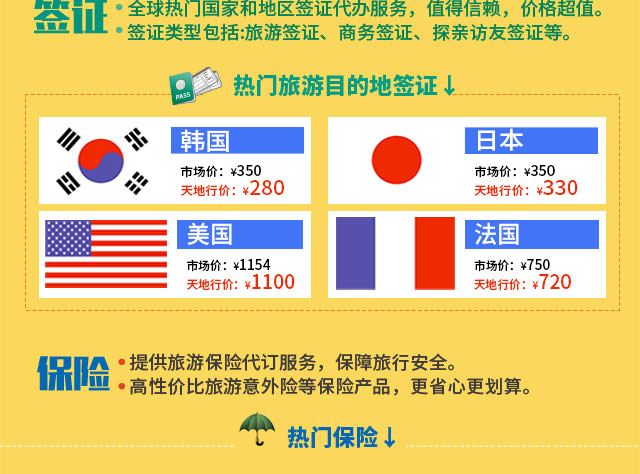 签证
全球热门国家和地区签证代办服务，值得信赖，价格超值。
签证类型包括:旅游签证、商务签证、探亲访友签证等。
PASS
热门旅游目的地签证↓
韩国
市场价：¥350
天地行价：¥280
日本
市场价：¥350
天地行价：¥330
美国
市场价：¥1154
天地行价：¥1100
法国
市场价：¥750
天地行价：¥720
保险
提供旅游保险代订服务，保障旅行安全。
高性价比旅游意外险等保险产品，更省心更划算。
热门保险↓